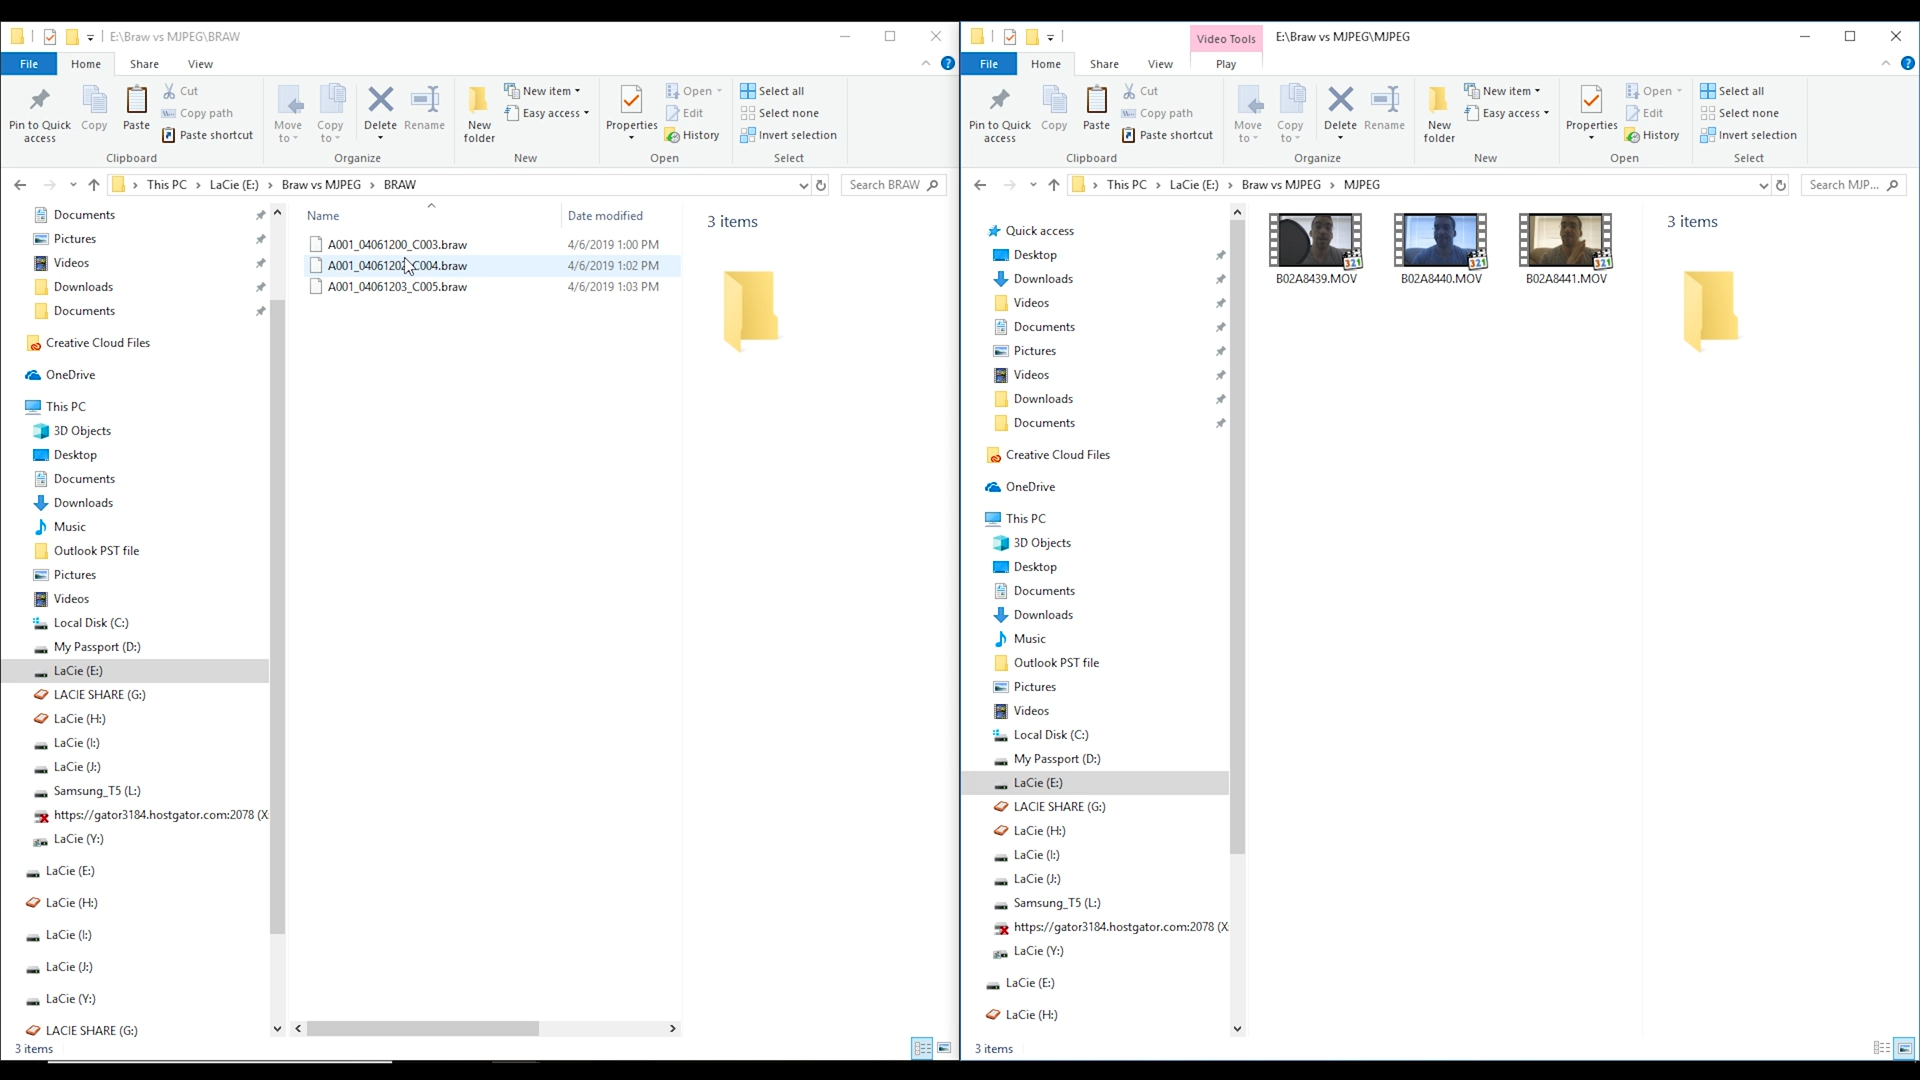 E:\Braw vs MJPEG\BRAW
File Home Share View
Pin to Quick access
Copy
Paste
Cut
Copy path
Paste shortcut
Clipboard
Move to
Copy to
Delete
Rename
Organize
New folder
New item
Easy access
New
Properties
Open
Edit
History
Open
Select all
Select none
Invert selection
Select
This PC > LaCie (E:) > Braw vs MJPEG > BRAW
Search BRAW
Documents
Pictures
Videos
Downloads
Documents
Creative Cloud Files
OneDrive
This PC
3D Objects
Desktop
Documents
Downloads
Music
Outlook PST file
Pictures
Videos
Local Disk (C:)
My Passport (D:)
LaCie (E:)
LACIE SHARE (G:)
LaCie (H:)
LaCie (I:)
LaCie (J:)
Samsung_T5 (L:)
https://gator3184.hostgator.com:2078 (X
LaCie (Y:)
LaCie (E:)
LaCie (H:)
LaCie (I:)
LaCie (J:)
LaCie (Y:)
LACIE SHARE (G:)
3 items
Name Date modified
A001_04061200_C003.braw 4/6/2019 1:00 PM
A001_04061202_C004.braw 4/6/2019 1:02 PM
A001_04061203_C005.braw 4/6/2019 1:03 PM
3 items
Video Tools
E:\Braw vs MJPEG\MJPEG
File Home Share View Play
Pin to Quick access
Copy
Paste
Cut
Copy path
Paste shortcut
Clipboard
Move to
Copy to
Delete
Rename
Organize
New folder
New item
Easy access
New
Properties
Open
Edit
History
Open
Select all
Select none
Invert selection
Select
This PC > LaCie (E:) > Braw vs MJPEG > MJPEG
Search MJP...
Quick access
Desktop
Downloads
Videos
Documents
Pictures
Videos
Downloads
Documents
Creative Cloud Files
OneDrive
This PC
3D Objects
Desktop
Documents
Downloads
Music
Outlook PST file
Pictures
Videos
Local Disk (C:)
My Passport (D:)
LaCie (E:)
LACIE SHARE (G:)
LaCie (H:)
LaCie (I:)
LaCie (J:)
Samsung_T5 (L:)
https://gator3184.hostgator.com:2078 (X
LaCie (Y:)
LaCie (E:)
LaCie (H:)
3 items
321 321 321
B02A8439.MOV B02A8440.MOV B02A8441.MOV
3 items